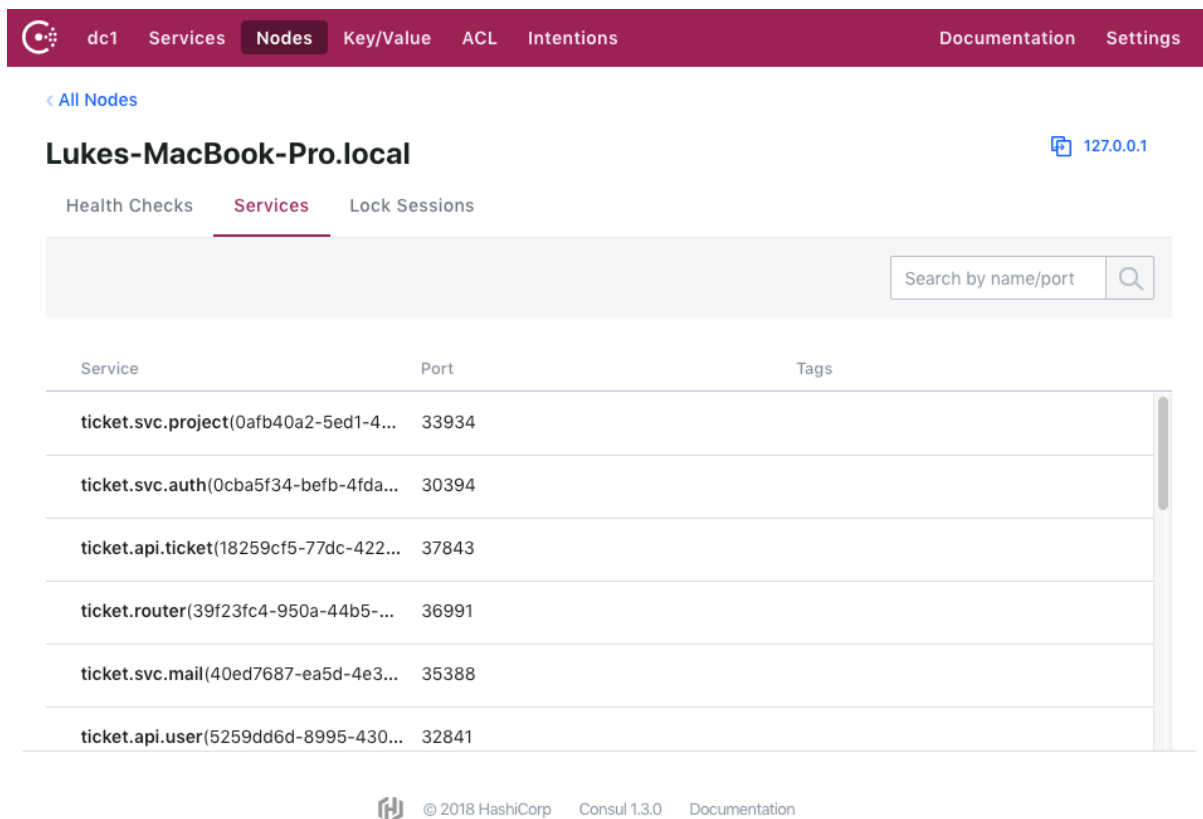 dc1 Services Nodes Key/Value ACL Intentions Documentation Settings
All Nodes
Lukes-MacBook-Pro.local 127.0.0.1
Health Checks Services Lock Sessions
Search by name/port
Service Port Tags
ticket.svc.project(0afb40a2-5ed1-4... 33934
ticket.svc.auth(0cba5f34-befb-4fda... 30394
ticket.api.ticket(18259cf5-77dc-422... 37843
ticket.router(39f23fc4-950a-44b5-... 36991
ticket.svc.mail(40ed7687-ea5d-4e3... 35388
ticket.api.user(5259dd6d-8995-430... 32841
© 2018 HashiCorp Consul 1.3.0 Documentation